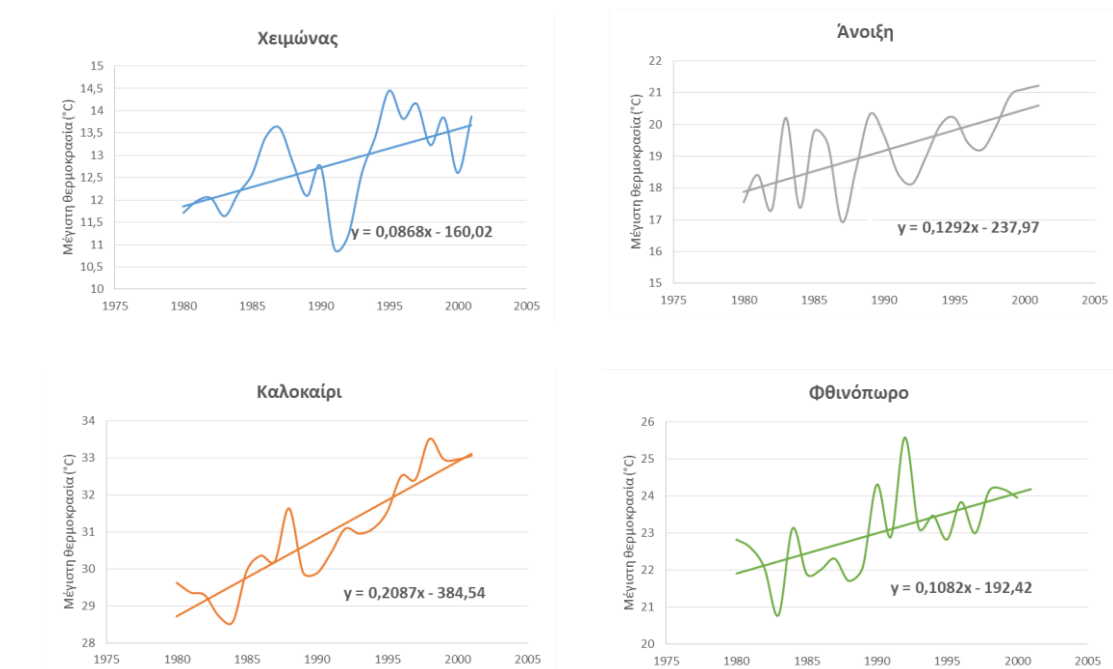 Χειμώνας
Μέγιστη θερμοκρασία (°C)
15
14,5
14
13,5
13
12,5
12
11,5
11
10,5
10
y = 0,0868x - 160,02
1975 1980 1985 1990 1995 2000 2005
Άνοιξη
Μέγιστη θερμοκρασία (°C)
22
21
20
19
18
17
16
15
y = 0,1292x - 237,97
1975 1980 1985 1990 1995 2000 2005
Καλοκαίρι
Μέγιστη θερμοκρασία (°C)
34
33
32
31
30
29
28
y = 0,2087x - 384,54
1975 1980 1985 1990 1995 2000 2005
Φθινόπωρο
Μέγιστη θερμοκρασία (°C)
26
25
24
23
22
21
20
y = 0,1082x - 192,42
1975 1980 1985 1990 1995 2000 2005